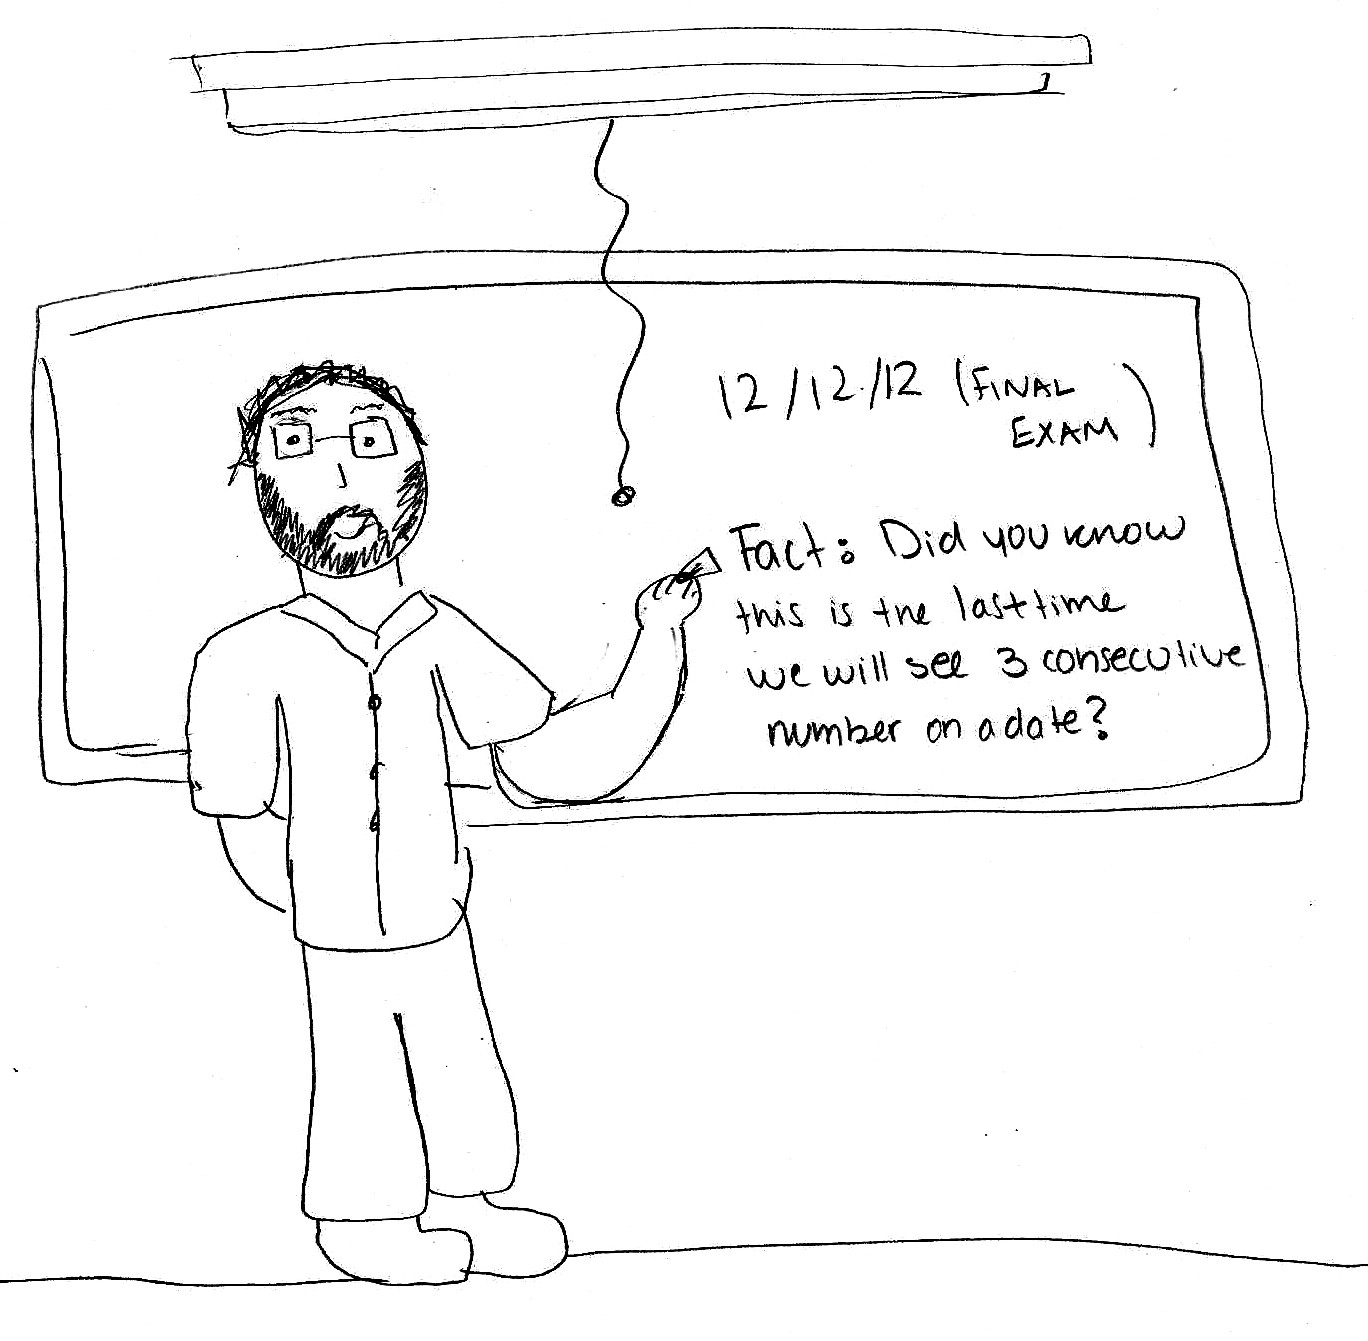 12/12/12 (FINAL
EXAM)
Fact: Did you know
this is the last time
we will see 3 consecutive
number on a date?